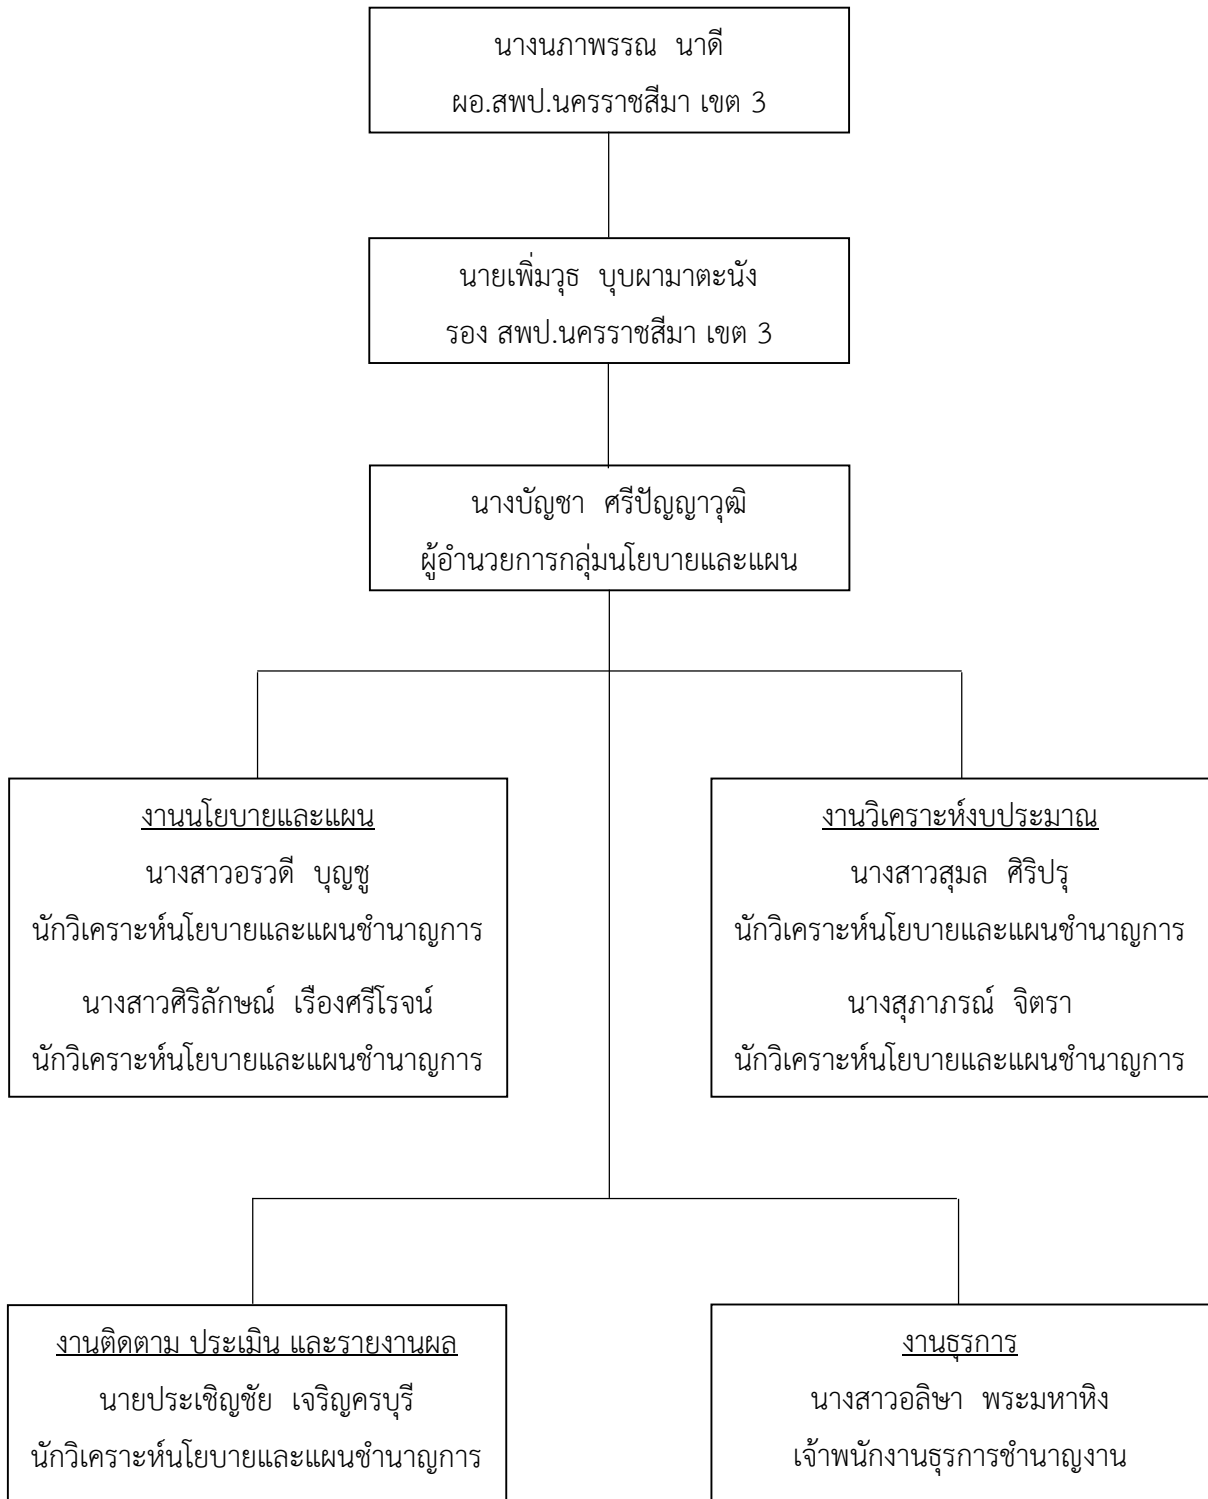 นางนภาพรรณ นาดี
ผอ.สพป.นครราชสีมา เขต 3
นายเพิ่มวุธ บุบผามาตะนัง
รอง สพป.นครราชสีมา เขต 3
นางบัญชา ศรีปัญญาวุฒิ
ผู้อำนวยการกลุ่มนโยบายและแผน
งานนโยบายและแผน
นางสาวอรวดี บุญชู
นักวิเคราะห์นโยบายและแผนชำนาญการ
นางสาวศิริลักษณ์ เรืองศรีโรจน์
นักวิเคราะห์นโยบายและแผนชำนาญการ
งานวิเคราะห์งบประมาณ
นางสาวสุมล ศิริปรุ
นักวิเคราะห์นโยบายและแผนชำนาญการ
นางสุภาภรณ์ จิตรา
นักวิเคราะห์นโยบายและแผนชำนาญการ
งานติดตาม ประเมิน และรายงานผล
นายประเชิญชัย เจริญครบุรี
นักวิเคราะห์นโยบายและแผนชำนาญการ
งานธุรการ
นางสาวอลิษา พระมหาหิง
เจ้าพนักงานธุรการชำนาญงาน